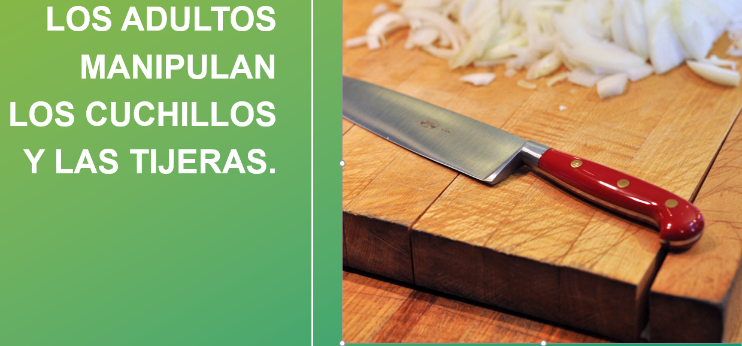 LOS ADULTOS
MANIPULAN
LOS CUCHILLOS
Y LAS TIJERAS.